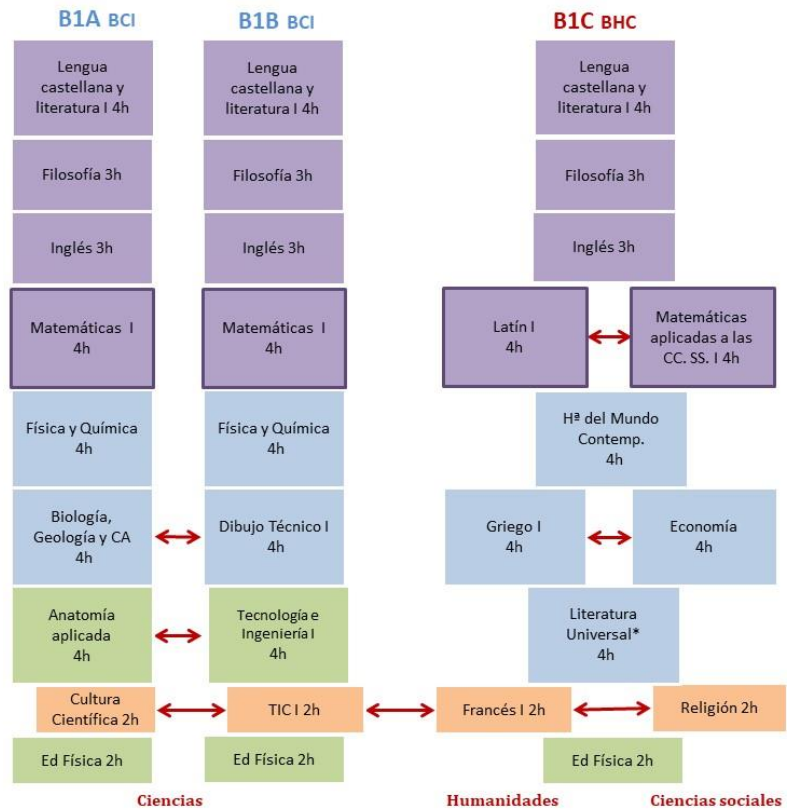 B1A BCI
B1B BCI
B1C BHC
Lengua
castellana y
literatura I 4h
Lengua
castellana y
literatura I 4h
Lengua
castellana y
literatura I 4h
Filosofía 3h
Filosofía 3h
Filosofía 3h
Inglés 3h
Inglés 3h
Inglés 3h
Matemáticas I
4h
Matemáticas I
4h
Latín I
4h
Matemáticas
aplicadas a las
CC. SS. I 4h
Física y Química
4h
Física y Química
4h
Hª del Mundo
Contemp.
4h
Biología,
Geología y CA
4h
Dibujo Técnico I
4h
Griego I
4h
Economía
4h
Anatomía
aplicada
4h
Tecnología e
Ingeniería I
4h
Literatura
Universal*
4h
Cultura
Científica 2h
TIC I 2h
Francés I 2h
Religión 2h
Ed Física 2h
Ed Física 2h
Ed Física 2h
Ciencias
Humanidades
Ciencias sociales